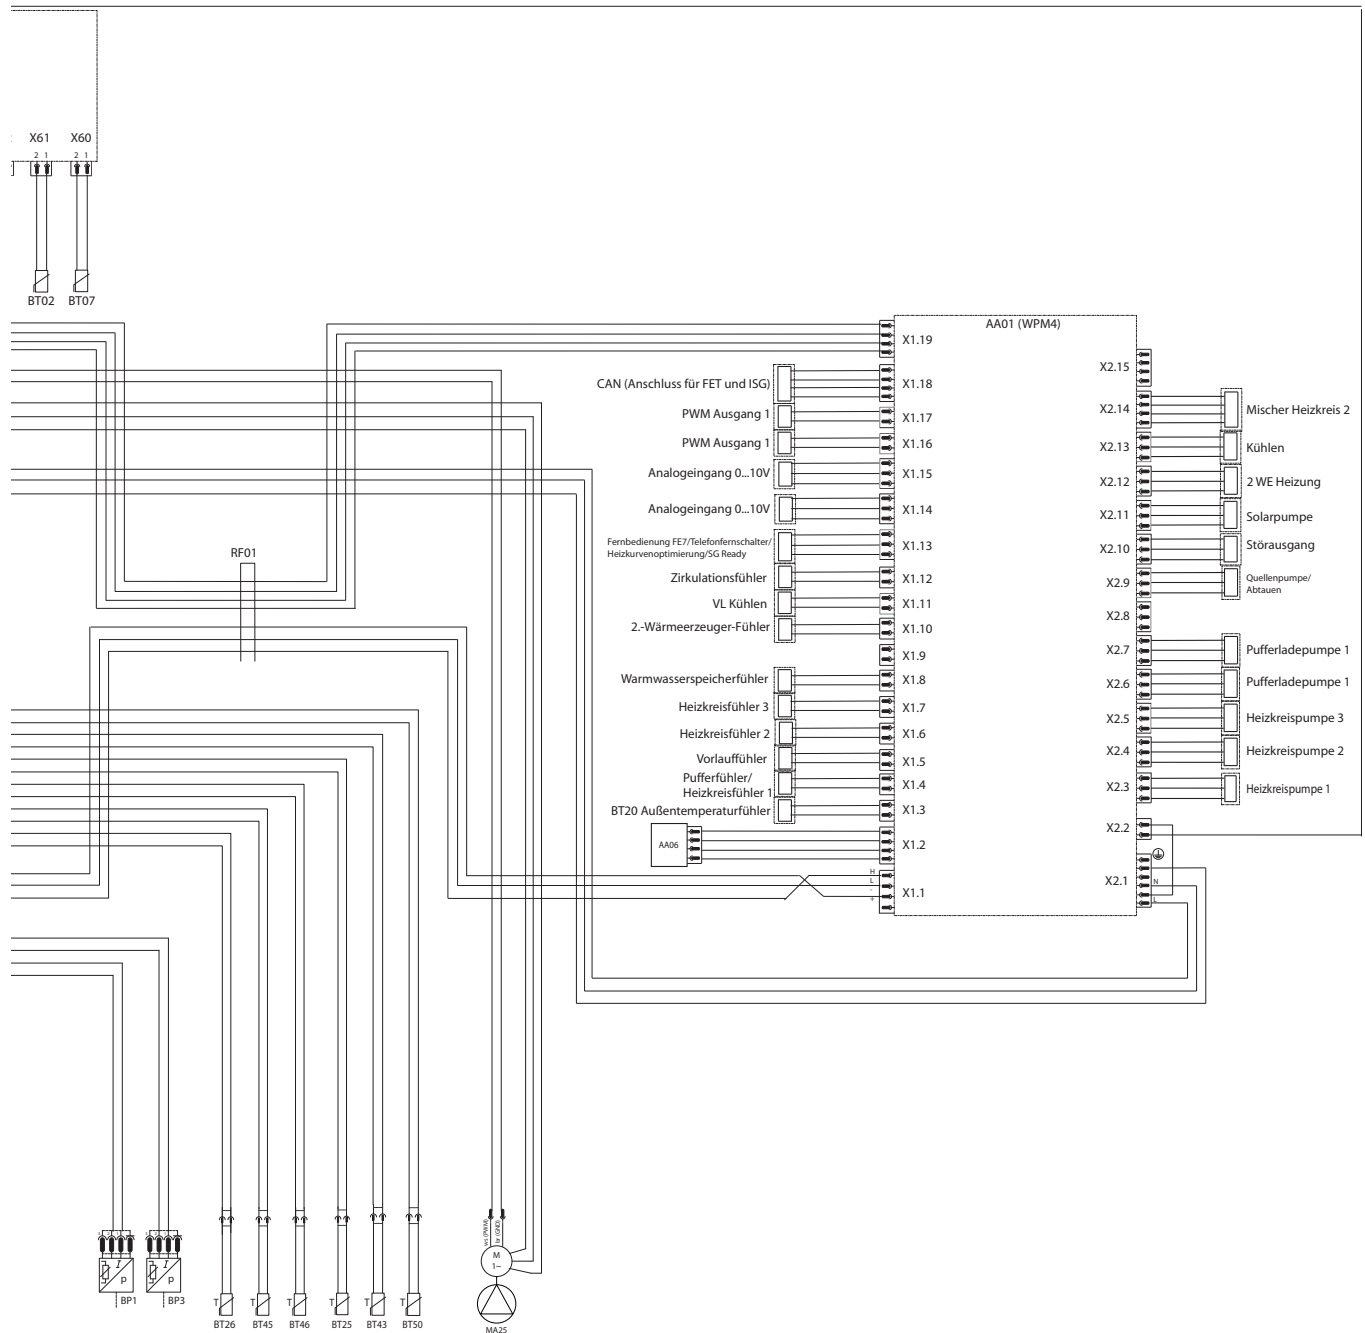 X61 X60
2 1 2 1
BT02 BT07
AA01 (WPM4)
X1.19
CAN (Anschluss für FET und ISG) X1.18
PWM Ausgang 1 X1.17
PWM Ausgang 1 X1.16
Analogeingang 0...10V X1.15
Analogeingang 0...10V X1.14
Fernbedienung FE7/Telefonfernschalter/
Heizkurvenoptimierung/SG Ready
X1.13
Zirkulationsfühler X1.12
VL Kühlen X1.11
2.-Wärmeerzeuger-Fühler X1.10
X1.9
Warmwasserspeicherfühler X1.8
Heizkreisfühler 3 X1.7
Heizkreisfühler 2 X1.6
Vorlauffühler X1.5
Pufferfühler/
Heizkreisfühler 1
X1.4
BT20 Außentemperaturfühler X1.3
AA06 X1.2
H
L
-
+
X1.1
X2.15
X2.14 Mischer Heizkreis 2
X2.13 Kühlen
X2.12 2 WE Heizung
X2.11 Solarpumpe
X2.10 Störausgang
X2.9
Quellenpumpe/
Abtauen
X2.8
X2.7 Pufferladepumpe 1
X2.6 Pufferladepumpe 1
X2.5 Heizkreispumpe 3
X2.4 Heizkreispumpe 2
X2.3 Heizkreispumpe 1
X2.2
X2.1
N
L
RF01
ws (PWM)
br (GND)
M
1~
MA25
I
p
BP1
I
p
BP3
T T T T T T
BT26 BT45 BT46 BT25 BT43 BT50